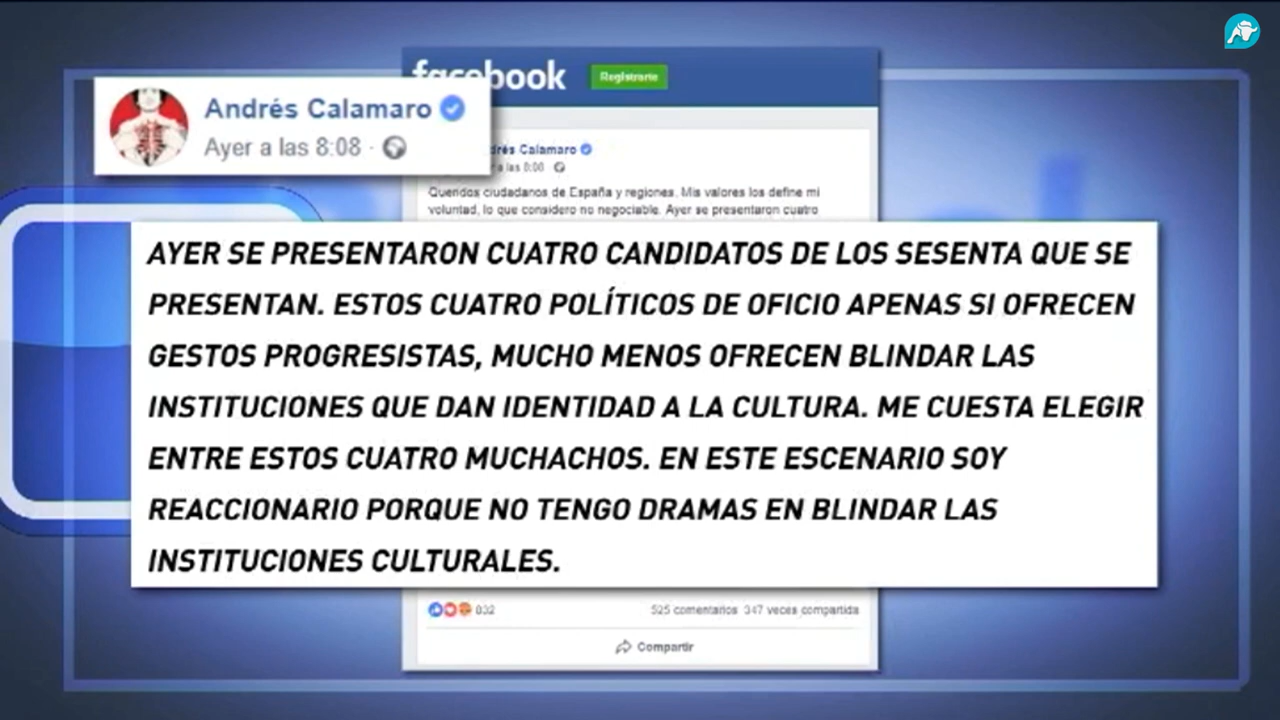 facebook
Registrarte
Andrés Calamaro
Ayer a las 8:08 ·
drés Calamaro
a las 8:08
Queridos ciudadanos de España y regiones. Mis valores los define mi
voluntad, lo que considero no negociable. Ayer se presentaron cuatro
AYER SE PRESENTARON CUATRO CANDIDATOS DE LOS SESENTA QUE SE
PRESENTAN. ESTOS CUATRO POLÍTICOS DE OFICIO APENAS SI OFRECEN
GESTOS PROGRESISTAS, MUCHO MENOS OFRECEN BLINDAR LAS
INSTITUCIONES QUE DAN IDENTIDAD A LA CULTURA. ME CUESTA ELEGIR
ENTRE ESTOS CUATRO MUCHACHOS. EN ESTE ESCENARIO SOY
REACCIONARIO PORQUE NO TENGO DRAMAS EN BLINDAR LAS
INSTITUCIONES CULTURALES.
525 comentarios 347 veces compartida
Compartir